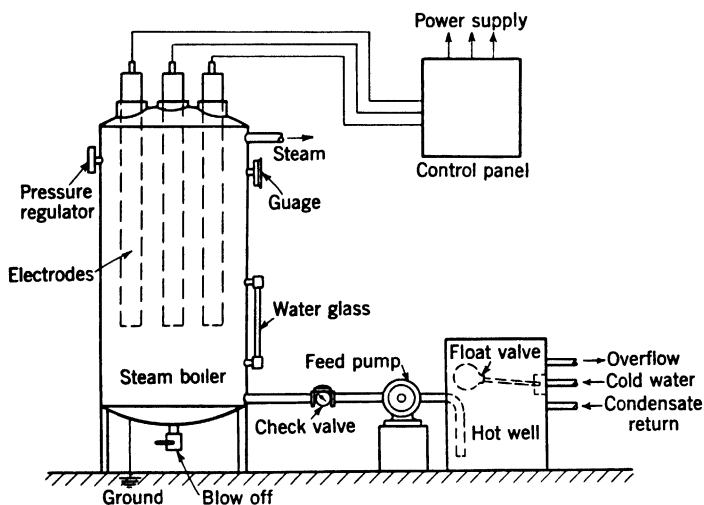 Power supply
Control panel
Steam
Pressure
regulator
Guage
Electrodes
Water glass
Steam boiler
Feed pump
Float valve
Overflow
Cold water
Condensate
return
Check valve
Hot well
Ground
Blow off